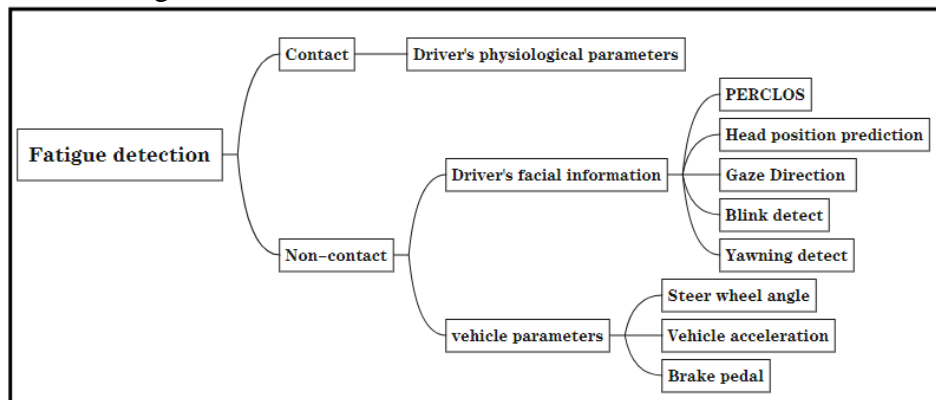 Fatigue detection
Contact
Driver's physiological parameters
Non-contact
Driver's facial information
PERCLOS
Head position prediction
Gaze Direction
Blink detect
Yawning detect
vehicle parameters
Steer wheel angle
Vehicle acceleration
Brake pedal